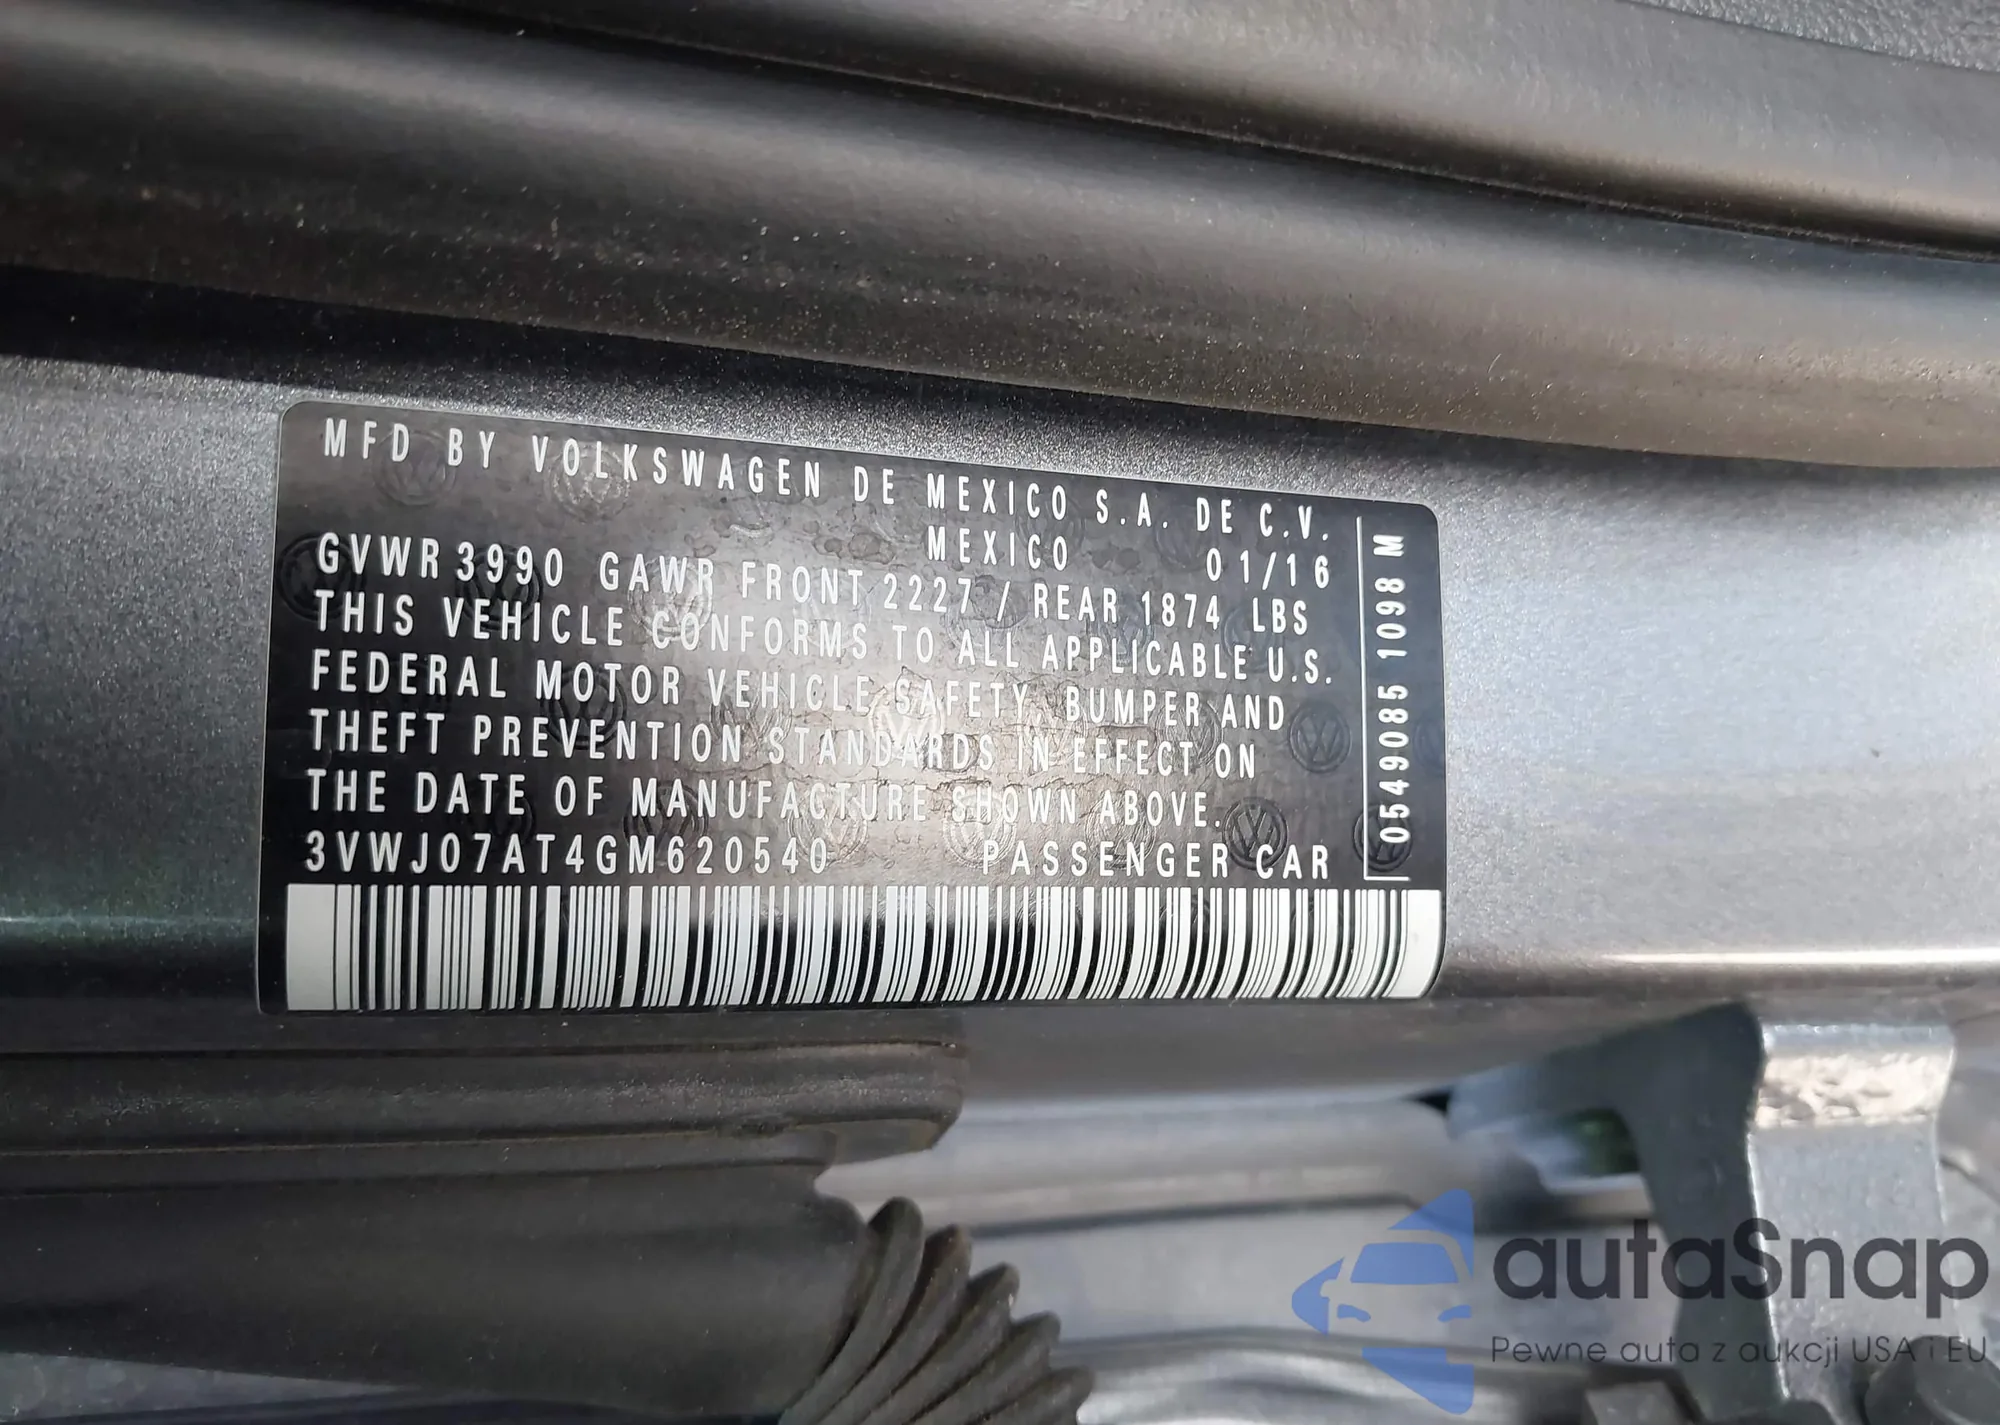 MFD BY VOLKSWAGEN DE MEXICO S.A. DE C.V.
MEXICO 01/16
GVWR 3990 GAWR FRONT 2227 / REAR 1874 LBS
THIS VEHICLE CONFORMS TO ALL APPLICABLE U.S.
FEDERAL MOTOR VEHICLE SAFETY, BUMPER AND
THEFT PREVENTION STANDARDS IN EFFECT ON
THE DATE OF MANUFACTURE SHOWN ABOVE.
3VWJ07AT4GM620540 PASSENGER CAR
0549085 1098 M
autaSnap
Pewne auta z aukcji USA i EU